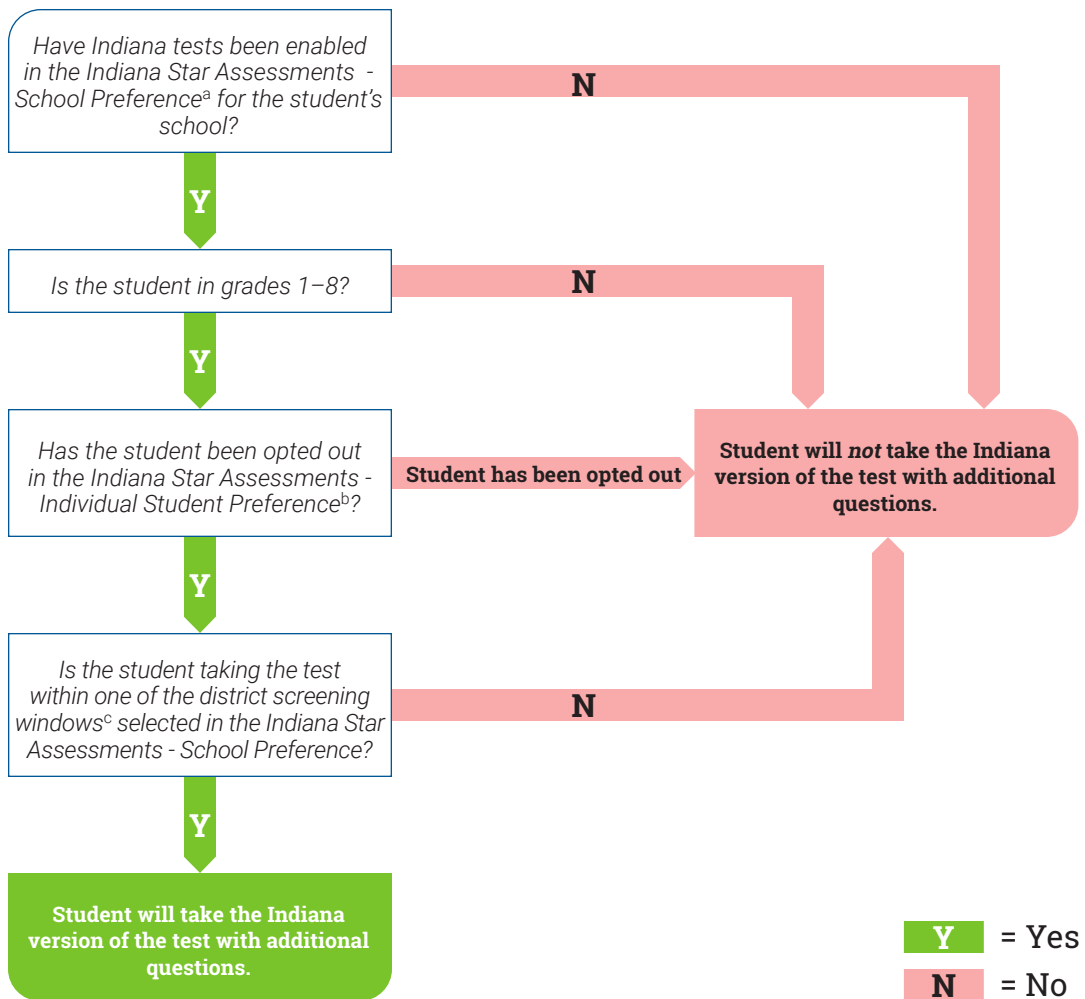 Have Indiana tests been enabled
in the Indiana Star Assessments -
School Preferenceᵃ for the student's
school?
N
Y
Is the student in grades 1–8?
N
Y
Has the student been opted out
in the Indiana Star Assessments -
Individual Student Preferenceᵇ?
Student has been opted out
Student will not take the Indiana
version of the test with additional
questions.
Y
Is the student taking the test
within one of the district screening
windowsᶜ selected in the Indiana Star
Assessments - School Preference?
N
Y
Student will take the Indiana
version of the test with additional
questions.
Y = Yes
N = No